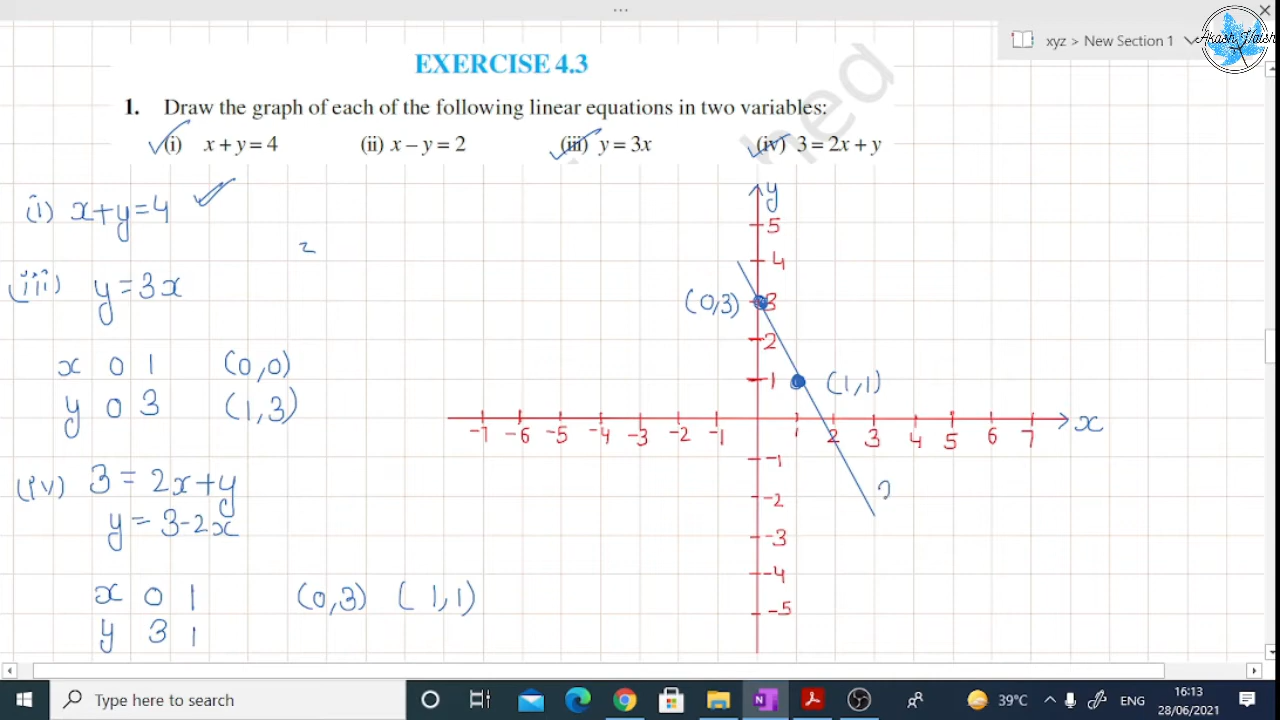 xyz > New Section 1
EXERCISE 4.3
1. Draw the graph of each of the following linear equations in two variables:
(i) x + y = 4 (ii) x – y = 2 (iii) y = 3x (iv) 3 = 2x + y
(i) x+y=4
(iii) y=3x
x 0 1 (0,0)
y 0 3 (1,3)
(iv) 3 = 2x+y
y = 3-2x
x 0 1 (0,3) (1,1)
y 3 1
y
5
4
(0,3) 3
2
1 (1,1)
-7 -6 -5 -4 -3 -2 -1 1 2 3 4 5 6 7 x
-1
-2
-3
-4
-5
hed
Type here to search
39°C ENG 16:13
28/06/2021